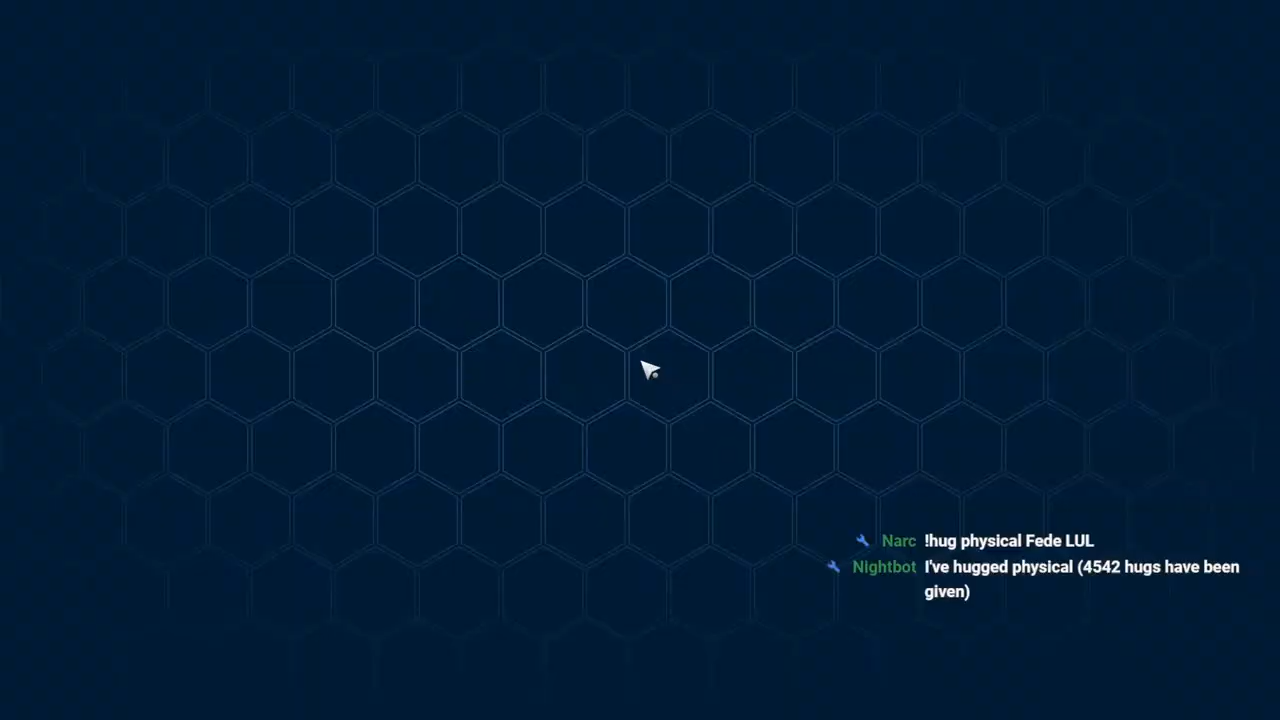 Narc !hug physical Fede LUL
Nightbot I've hugged physical (4542 hugs have been
given)